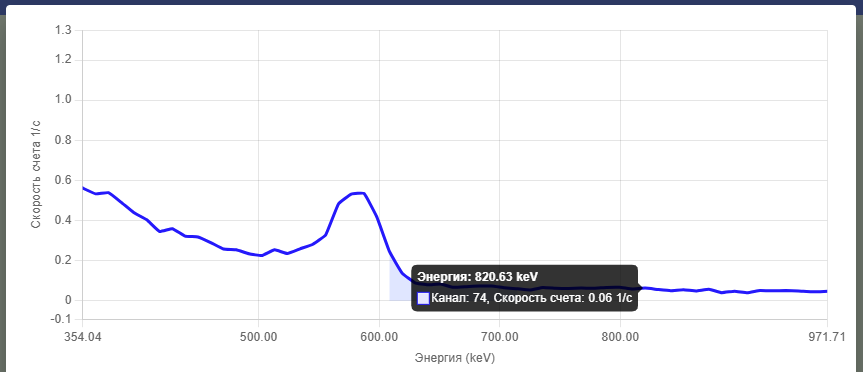 1.3
1.2
1.0
0.8
0.6
0.4
0.2
0
-0.1
Скорость счета 1/с
Энергия: 820.63 keV
Канал: 74, Скорость счета: 0.06 1/с
354.04 500.00 600.00 700.00 800.00 971.71
Энергия (keV)